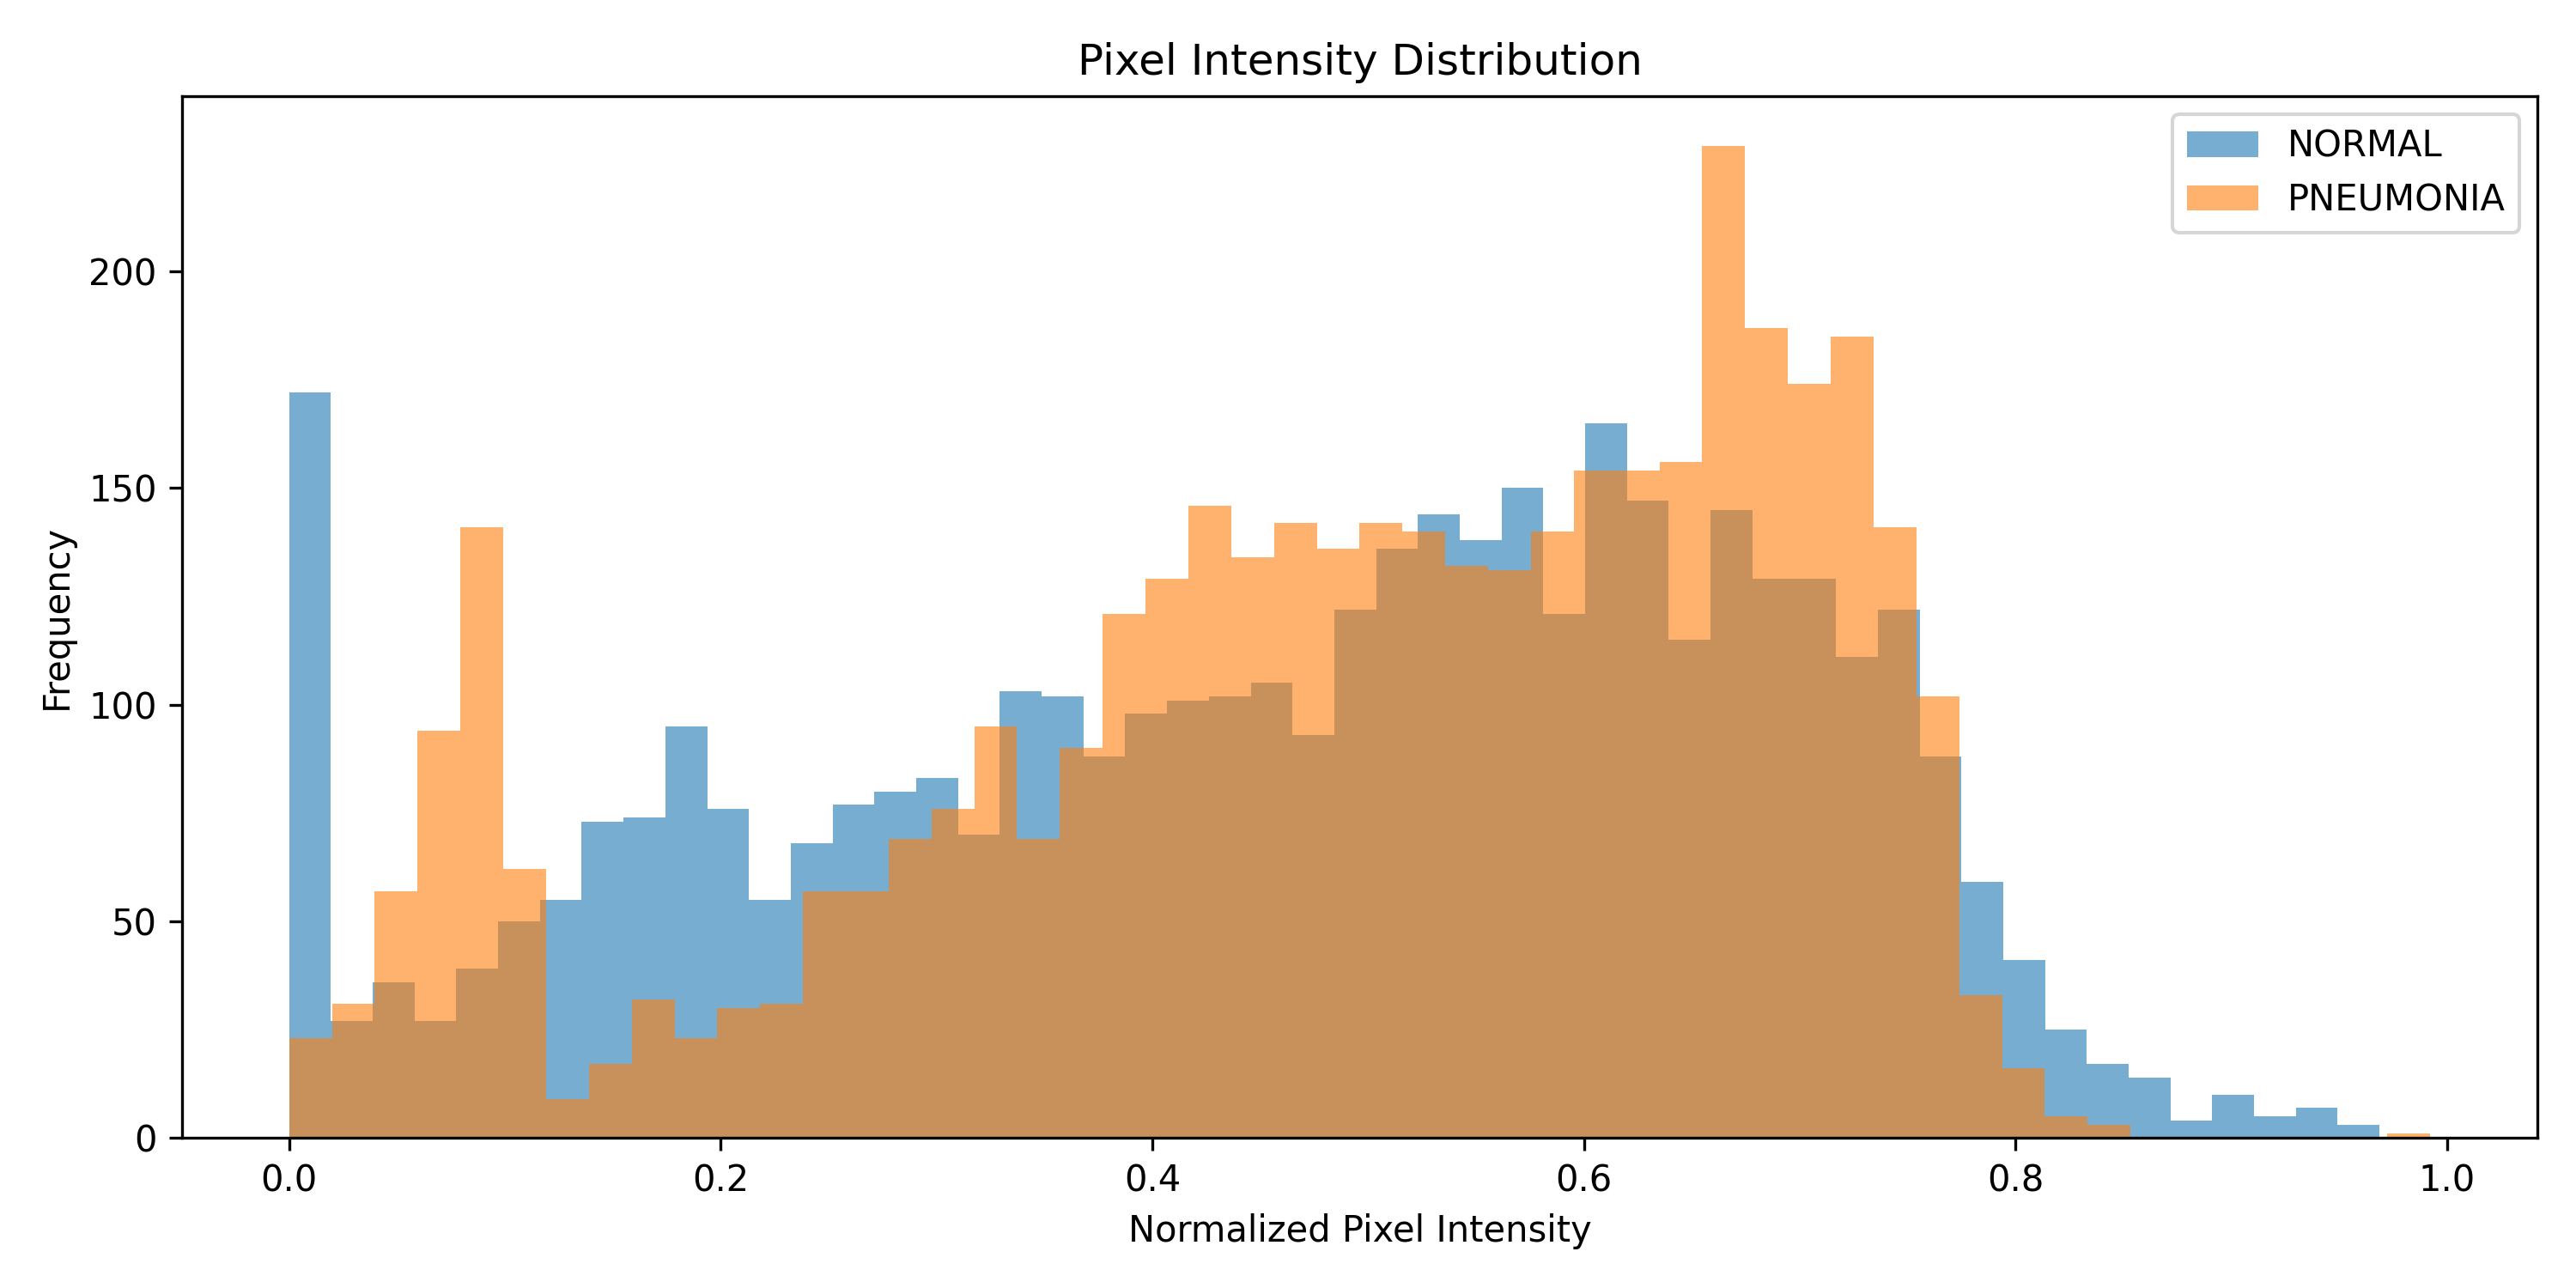 Pixel Intensity Distribution
NORMAL
PNEUMONIA
200
150
100
50
0
Frequency
0.0 0.2 0.4 0.6 0.8 1.0
Normalized Pixel Intensity